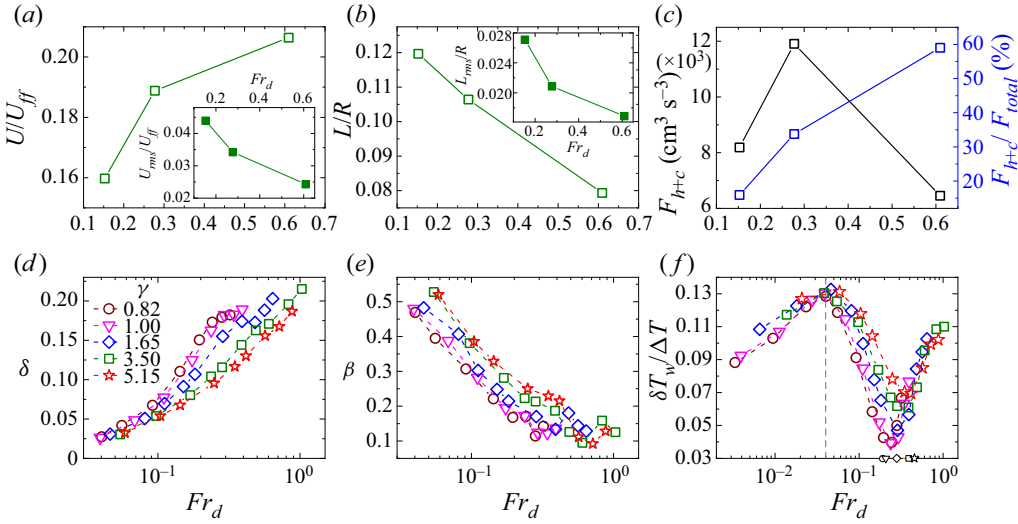 (a)
0.20
0.18
0.16
U/U_ff
0.1 0.2 0.3 0.4 0.5 0.6 0.7
Fr_d
0.2 0.4 0.6
0.04
0.03
0.02
U_rms/U_ff
(b)
0.12
0.11
0.10
0.09
0.08
L/R
0.1 0.2 0.3 0.4 0.5 0.6 0.7
0.028
0.024
0.020
L_rms/R
0.2 0.4 0.6
Fr_d
(c)
12
10
8
6
F_h+c (cm³ s⁻³) ×10³
0.1 0.2 0.3 0.4 0.5 0.6
60
50
40
30
20
F_h+c/F_total (%)
(d)
γ
0.82
1.00
1.65
3.50
5.15
0.20
0.15
0.10
0.05
0
δ
10⁻¹ 10⁰
Fr_d
(e)
0.5
0.4
0.3
0.2
0.1
β
10⁻¹ 10⁰
Fr_d
(f)
0.13
0.11
0.09
0.07
0.05
0.03
δT_w/ΔT
10⁻² 10⁻¹ 10⁰
Fr_d